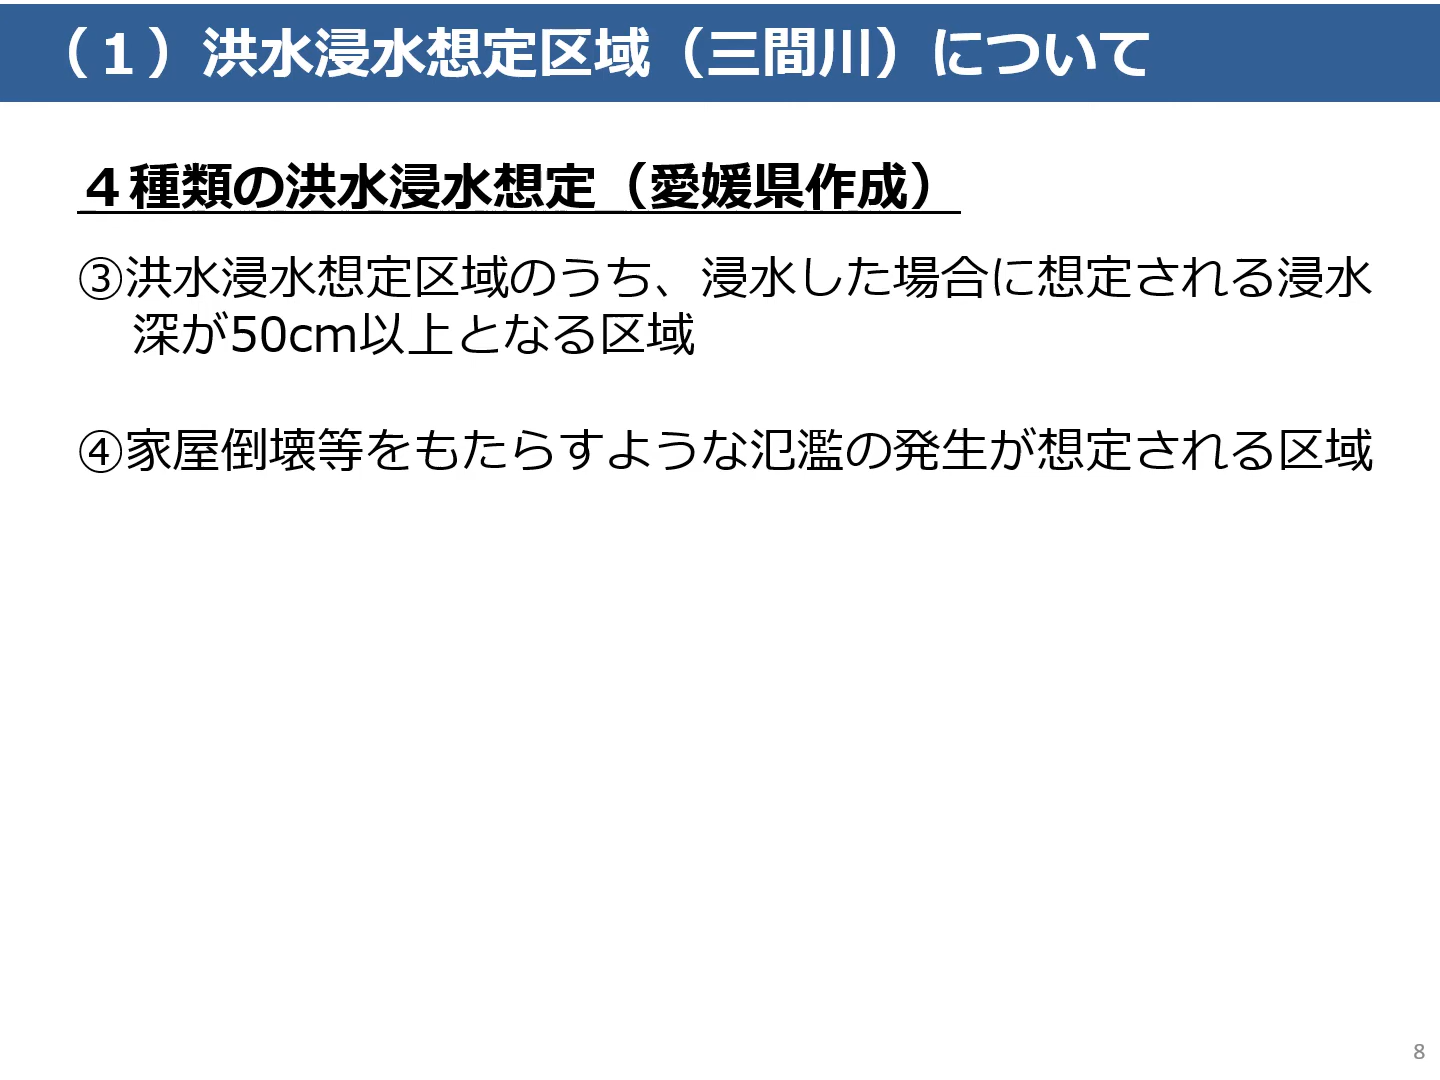 （１）洪水浸水想定区域（三間川）について
４種類の洪水浸水想定（愛媛県作成）
③洪水浸水想定区域のうち、浸水した場合に想定される浸水
深が50cm以上となる区域
④家屋倒壊等をもたらすような氾濫の発生が想定される区域
8